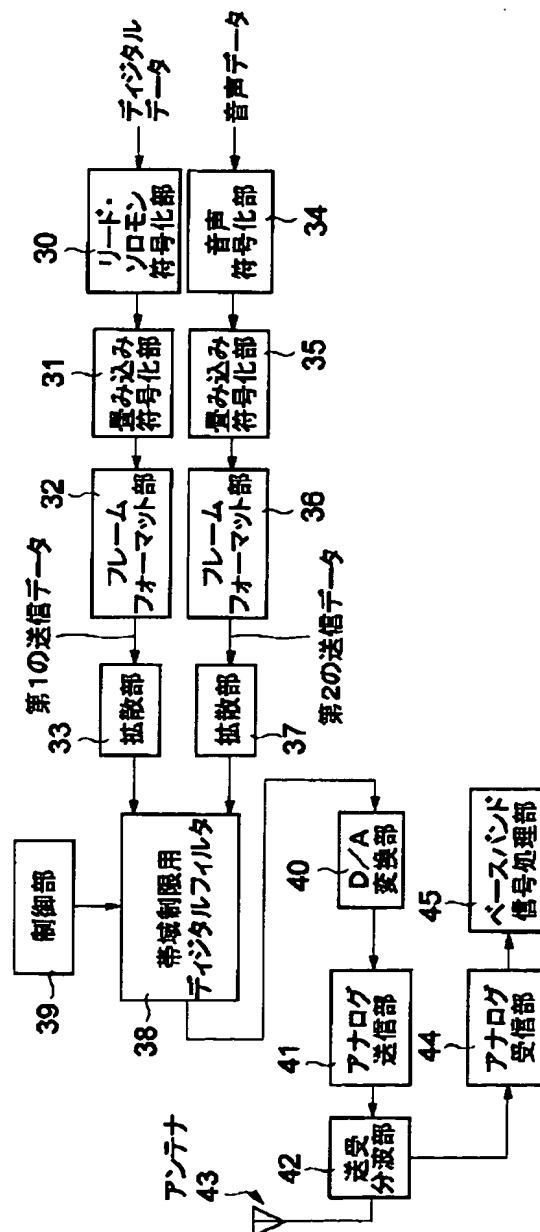 ディジタル
データ
音声データ
リード・
ソロモン
符号化部
30
音声
符号化部
34
畳み込み
符号化部
31
畳み込み
符号化部
35
フレーム
フォーマット部
32
フレーム
フォーマット部
36
第1の送信データ
第2の送信データ
拡散部
33
拡散部
37
制御部
39
帯域制限用
ディジタルフィルタ
38
D/A
変換部
40
アナログ
送信部
41
送受
分波部
42
アンテナ
43
アナログ
受信部
44
ベースバンド
信号処理部
45